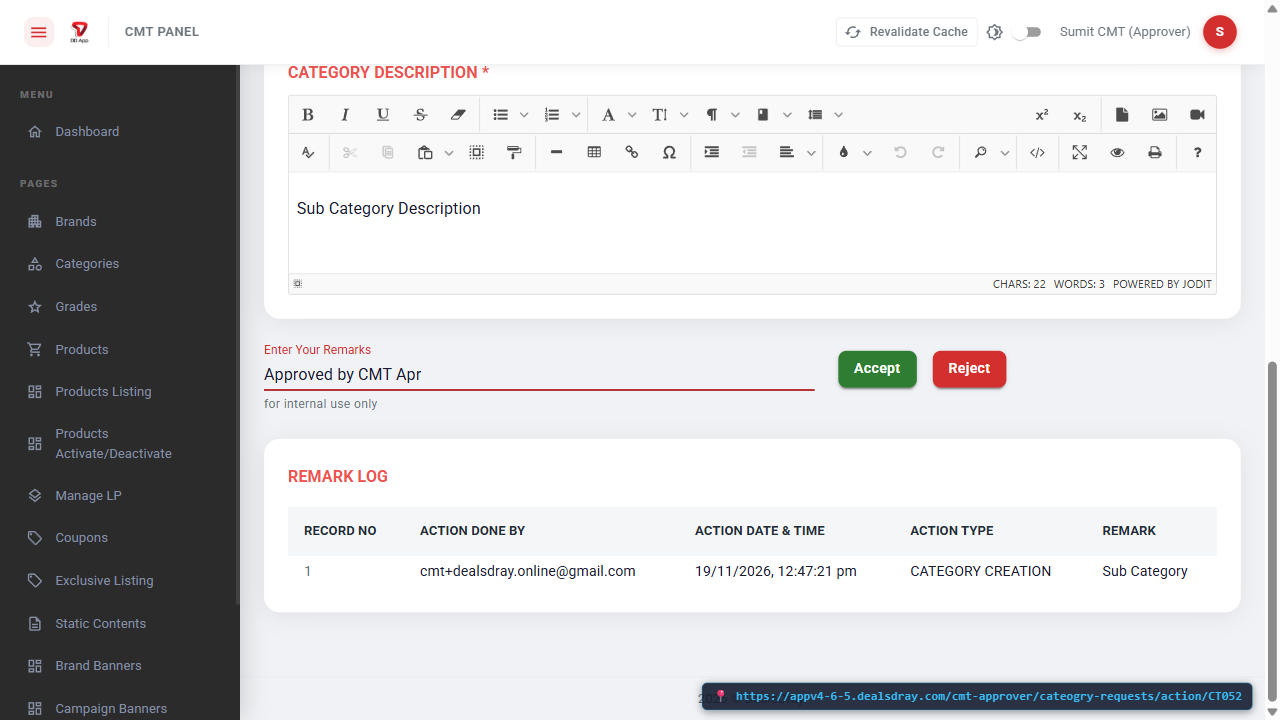 DD App
CMT PANEL
Revalidate Cache
Sumit CMT (Approver)
S
MENU
Dashboard
PAGES
Brands
Categories
Grades
Products
Products Listing
Products
Activate/Deactivate
Manage LP
Coupons
Exclusive Listing
Static Contents
Brand Banners
Campaign Banners
CATEGORY DESCRIPTION *
Sub Category Description
CHARS: 22 WORDS: 3 POWERED BY JODIT
Enter Your Remarks
Approved by CMT Apr
for internal use only
Accept
Reject
REMARK LOG
RECORD NO ACTION DONE BY ACTION DATE & TIME ACTION TYPE REMARK
1 cmt+dealsdray.online@gmail.com 19/11/2026, 12:47:21 pm CATEGORY CREATION Sub Category
https://appv4-6-5.dealsdray.com/cmt-approver/cateogry-requests/action/CT052